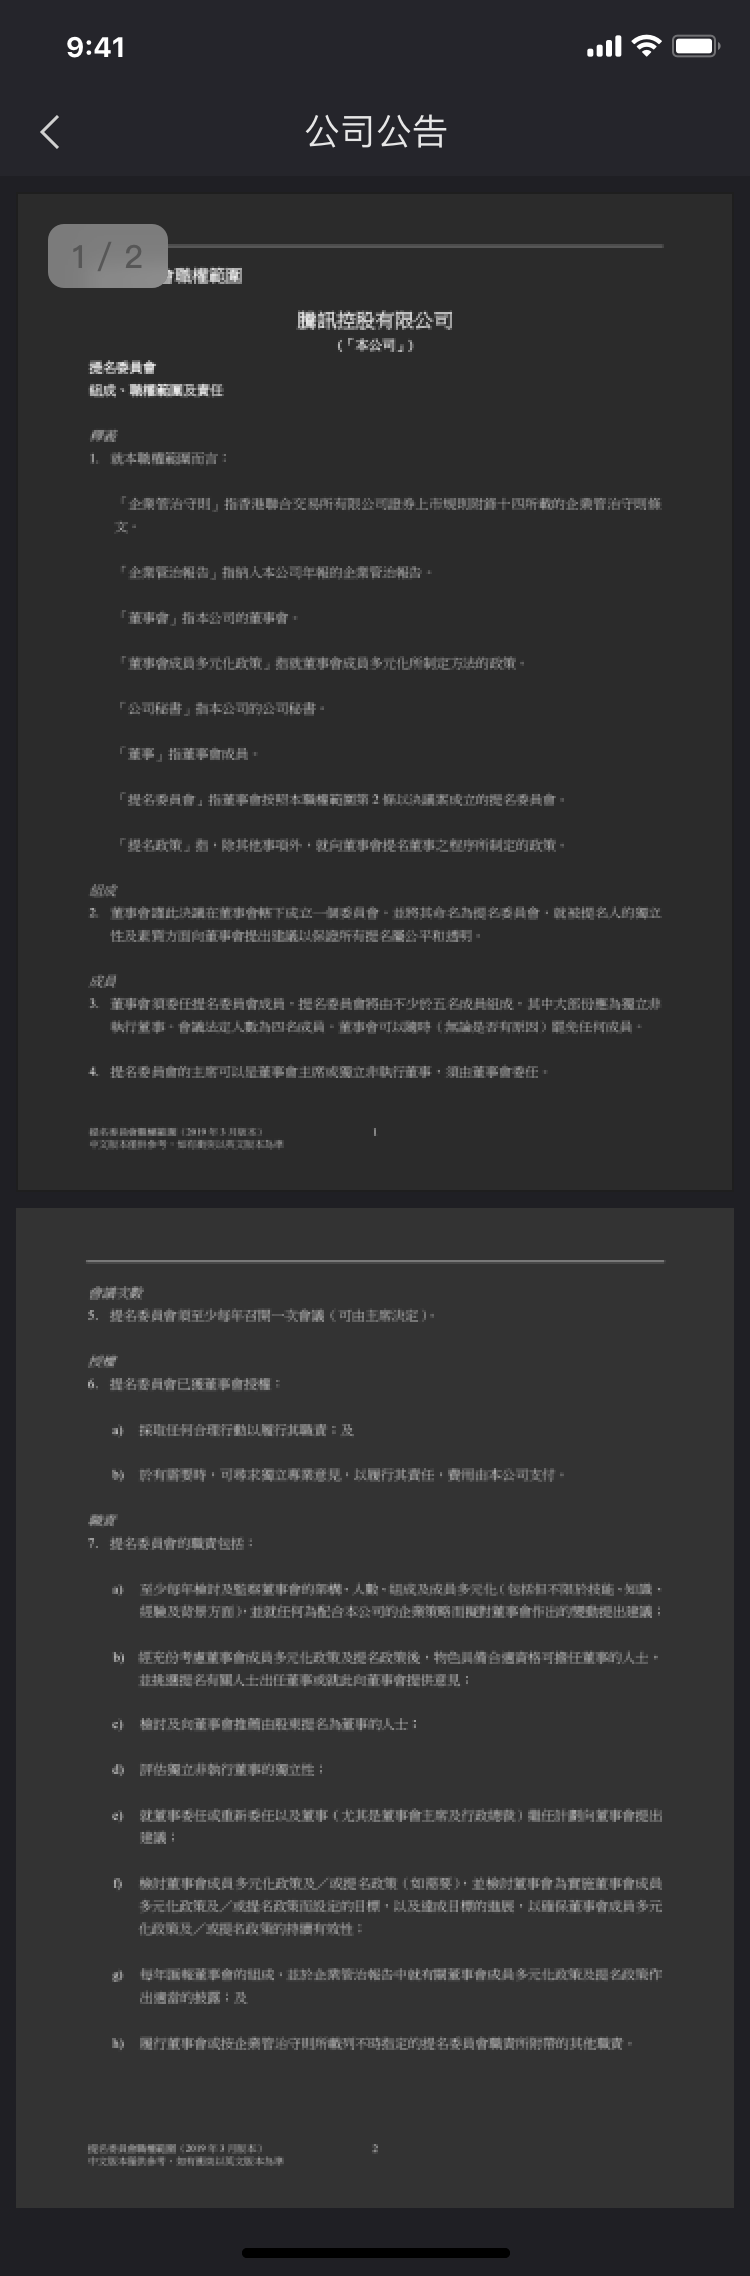 9:41
公司公告
1 / 2
會職權範圍
騰訊控股有限公司
(「本公司」)
提名委員會
組成、職權範圍及責任
釋義
1. 就本職權範圍而言：
「企業管治守則」指香港聯合交易所有限公司證券上市規則附錄十四所載的企業管治守則條
文。
「企業管治報告」指納入本公司年報的企業管治報告。
「董事會」指本公司的董事會。
「董事會成員多元化政策」指就董事會成員多元化所制定方法的政策。
「公司秘書」指本公司的公司秘書。
「董事」指董事會成員。
「提名委員會」指董事會按照本職權範圍第 2 條以決議案成立的提名委員會。
「提名政策」指，除其他事項外，就向董事會提名董事之程序所制定的政策。
組成
2. 董事會謹此決議在董事會轄下成立一個委員會，並將其命名為提名委員會，就被提名人的獨立
性及素質方面向董事會提出建議以保證所有提名屬公平和透明。
成員
3. 董事會須委任提名委員會成員。提名委員會將由不少於五名成員組成，其中大部份應為獨立非
執行董事。會議法定人數為四名成員。董事會可以隨時（無論是否有原因）罷免任何成員。
4. 提名委員會的主席可以是董事會主席或獨立非執行董事，須由董事會委任。
提名委員會職權範圍（2019 年 3 月版本） 1
中文版本僅供參考，如有衝突以英文版本為準
會議次數
5. 提名委員會須至少每年召開一次會議（可由主席決定）。
授權
6. 提名委員會已獲董事會授權：
a) 採取任何合理行動以履行其職責；及
b) 於有需要時，可尋求獨立專業意見，以履行其責任，費用由本公司支付。
職責
7. 提名委員會的職責包括：
a) 至少每年檢討及監察董事會的架構、人數、組成及成員多元化（包括但不限於技能、知識、
經驗及背景方面），並就任何為配合本公司的企業策略而擬對董事會作出的變動提出建議；
b) 經充份考慮董事會成員多元化政策及提名政策後，物色具備合適資格可擔任董事的人士，
並挑選提名有關人士出任董事或就此向董事會提供意見；
c) 檢討及向董事會推薦由股東提名為董事的人士；
d) 評估獨立非執行董事的獨立性；
e) 就董事委任或重新委任以及董事（尤其是董事會主席及行政總裁）繼任計劃向董事會提出
建議；
f) 檢討董事會成員多元化政策及／或提名政策（如需要），並檢討董事會為實施董事會成員
多元化政策及／或提名政策而設定的目標，以及達成目標的進展，以確保董事會成員多元
化政策及／或提名政策的持續有效性；
g) 每年匯報董事會的組成，並於企業管治報告中就有關董事會成員多元化政策及提名政策作
出適當的披露；及
h) 履行董事會或按企業管治守則所載列不時指定的提名委員會職責所附帶的其他職責。
提名委員會職權範圍（2019 年 3 月版本） 2
中文版本僅供參考，如有衝突以英文版本為準